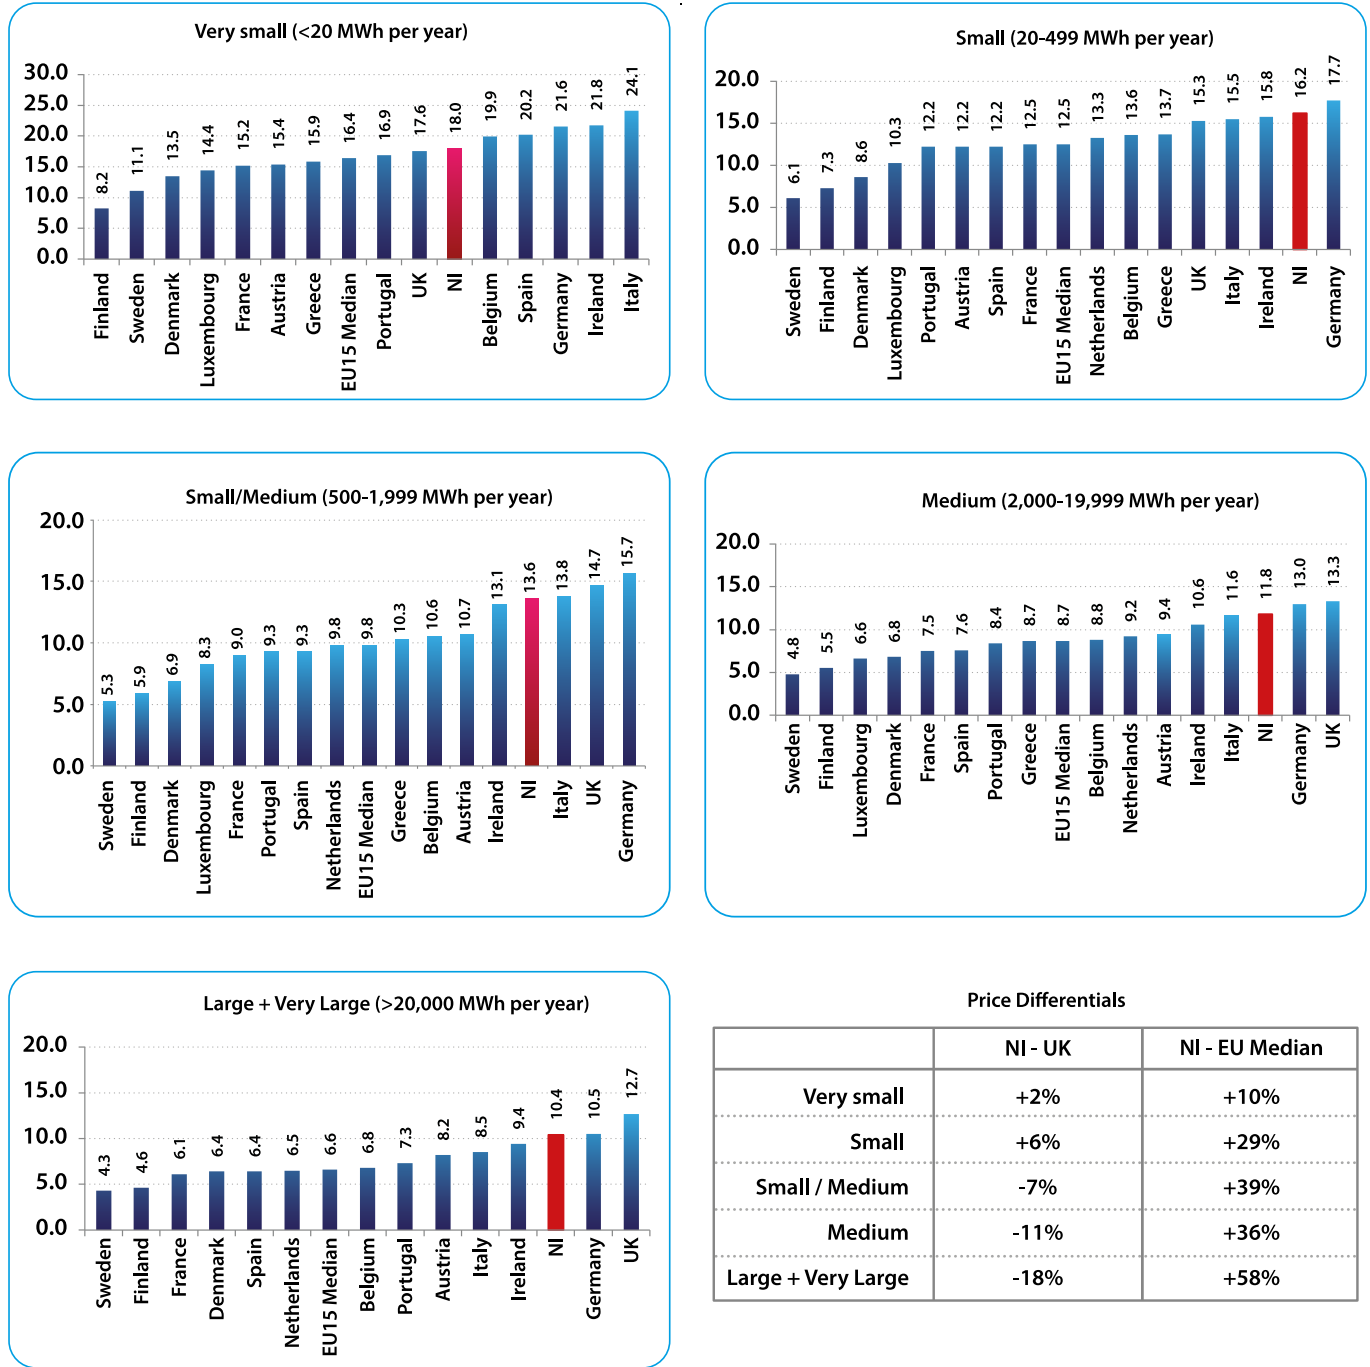 Very small (<20 MWh per year)
30.0
25.0
20.0
15.0
10.0
5.0
0.0
8.2
11.1
13.5
14.4
15.2
15.4
15.9
16.4
16.9
17.6
18.0
19.9
20.2
21.6
21.8
24.1
Finland
Sweden
Denmark
Luxembourg
France
Austria
Greece
EU15 Median
Portugal
UK
NI
Belgium
Spain
Germany
Ireland
Italy
Small (20-499 MWh per year)
20.0
15.0
10.0
5.0
0.0
6.1
7.3
8.6
10.3
12.2
12.2
12.2
12.5
12.5
13.3
13.6
13.7
15.3
15.5
15.8
16.2
17.7
Sweden
Finland
Denmark
Luxembourg
Portugal
Austria
Spain
France
EU15 Median
Netherlands
Belgium
Greece
UK
Italy
Ireland
NI
Germany
Small/Medium (500-1,999 MWh per year)
20.0
15.0
10.0
5.0
0.0
5.3
5.9
6.9
8.3
9.0
9.3
9.3
9.8
9.8
10.3
10.6
10.7
13.1
13.6
13.8
14.7
15.7
Sweden
Finland
Denmark
Luxembourg
France
Portugal
Spain
Netherlands
EU15 Median
Greece
Belgium
Austria
Ireland
NI
Italy
UK
Germany
Medium (2,000-19,999 MWh per year)
20.0
15.0
10.0
5.0
0.0
4.8
5.5
6.6
6.8
7.5
7.6
8.4
8.7
8.7
8.8
9.2
9.4
10.6
11.6
11.8
13.0
13.3
Sweden
Finland
Luxembourg
Denmark
France
Spain
Portugal
Greece
EU15 Median
Belgium
Netherlands
Austria
Ireland
Italy
NI
Germany
UK
Large + Very Large (>20,000 MWh per year)
20.0
15.0
10.0
5.0
0.0
4.3
4.6
6.1
6.4
6.4
6.5
6.6
6.8
7.3
8.2
8.5
9.4
10.4
10.5
12.7
Sweden
Finland
France
Denmark
Spain
Netherlands
EU15 Median
Belgium
Portugal
Austria
Italy
Ireland
NI
Germany
UK
Price Differentials
NI - UK NI - EU Median
Very small +2% +10%
Small +6% +29%
Small / Medium -7% +39%
Medium -11% +36%
Large + Very Large -18% +58%